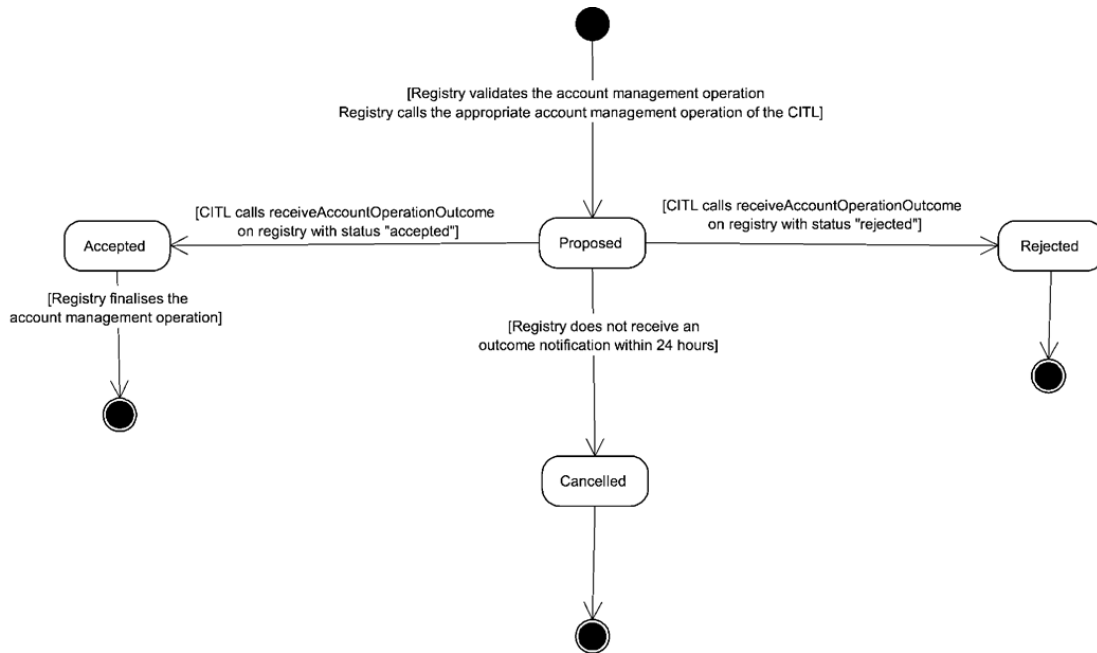 [Registry validates the account management operation
Registry calls the appropriate account management operation of the CITL]
[CITL calls receiveAccountOperationOutcome
on registry with status "accepted"]
[CITL calls receiveAccountOperationOutcome
on registry with status "rejected"]
Accepted
Proposed
Rejected
[Registry finalises the
account management operation]
[Registry does not receive an
outcome notification within 24 hours]
Cancelled